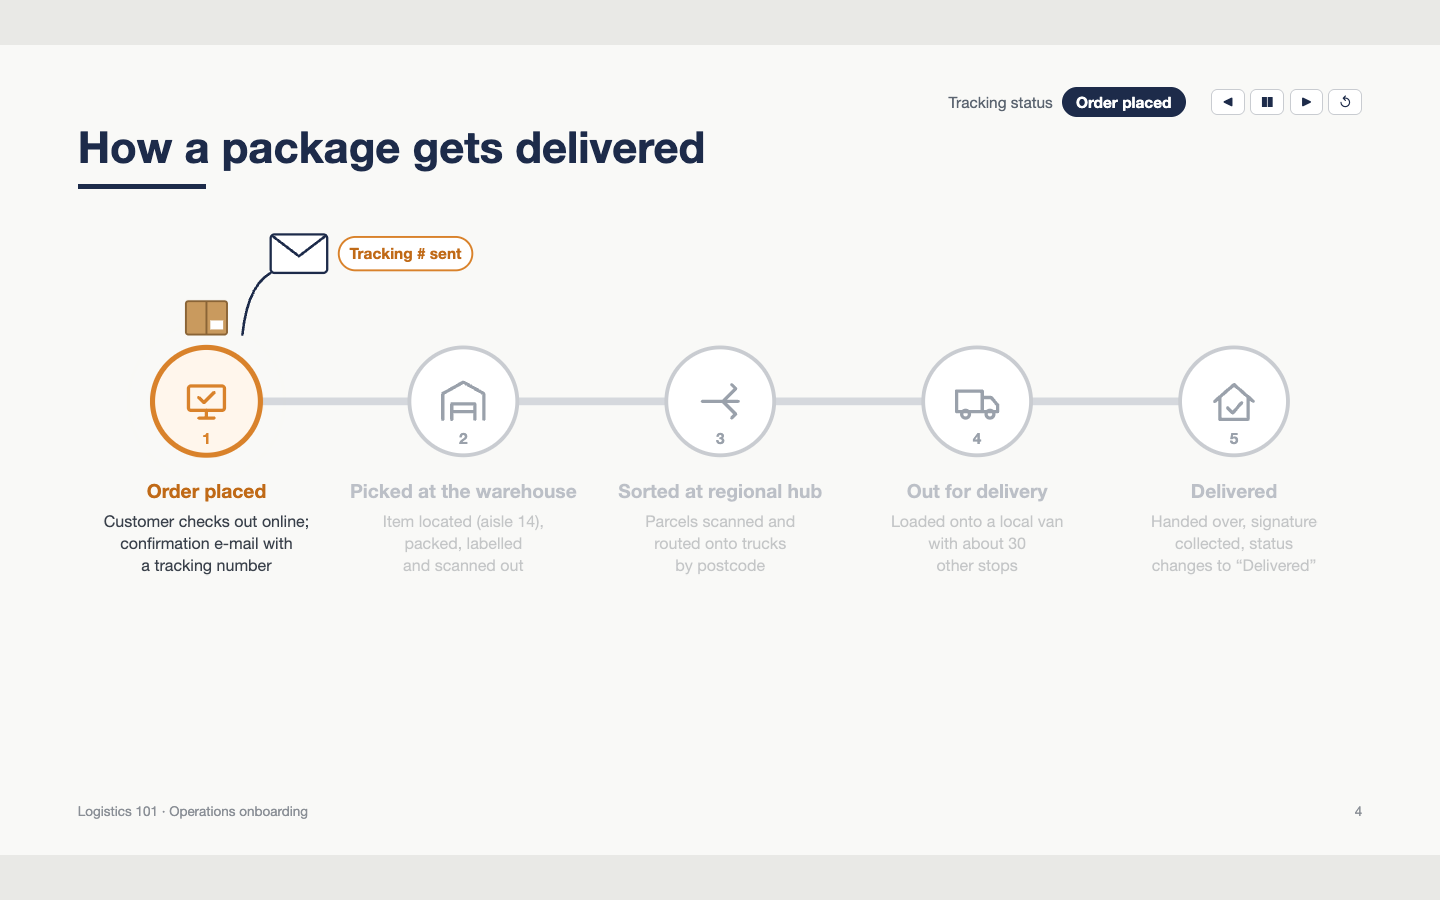 Tracking status
Order placed
How a package gets delivered
Tracking # sent
1
2
3
4
5
Order placed
Customer checks out online;
confirmation e-mail with
a tracking number
Picked at the warehouse
Item located (aisle 14),
packed, labelled
and scanned out
Sorted at regional hub
Parcels scanned and
routed onto trucks
by postcode
Out for delivery
Loaded onto a local van
with about 30
other stops
Delivered
Handed over, signature
collected, status
changes to “Delivered”
Logistics 101 · Operations onboarding
4